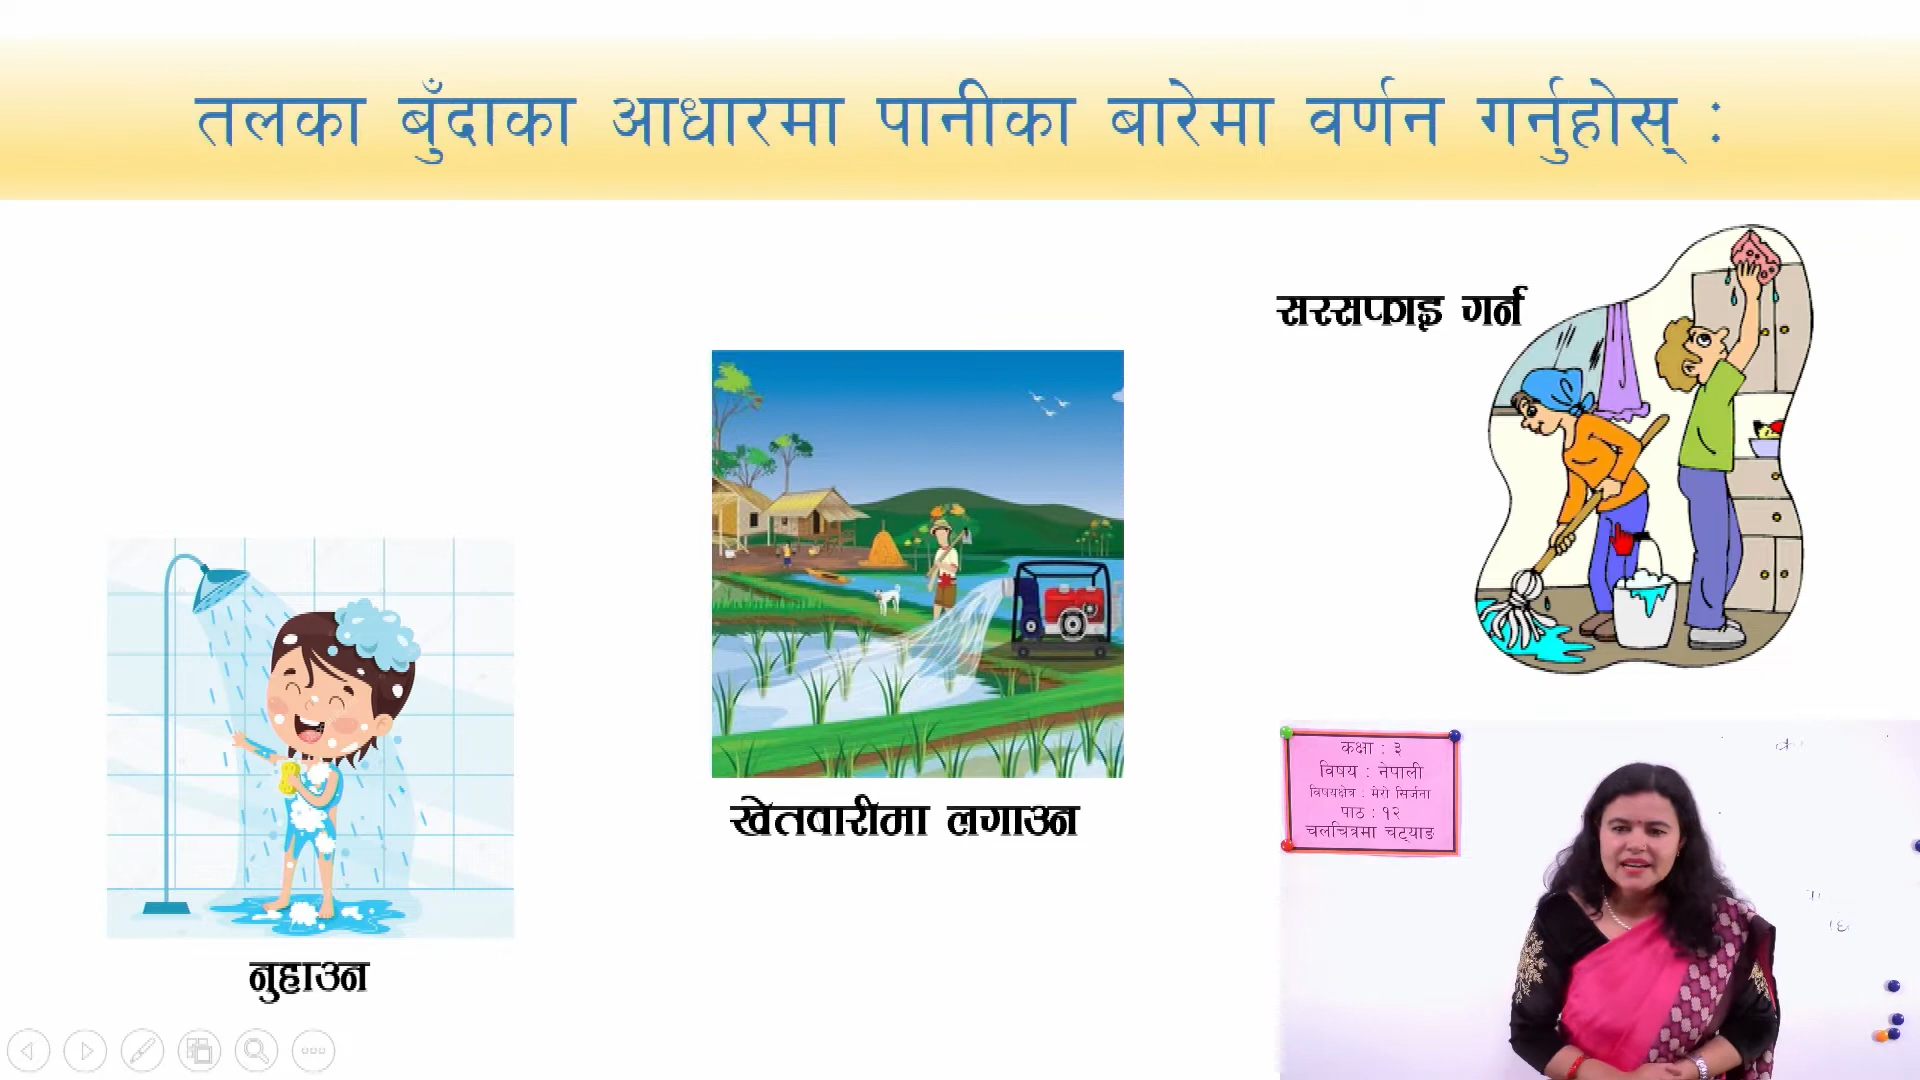 तलका बुँदाका आधारमा पानीका बारेमा वर्णन गर्नुहोस् :
सरसफाइ गर्न
खेतवारीमा लगाउन
नुहाउन
कक्षा : ३
विषय : नेपाली
विषयक्षेत्र : मेरो सिर्जना
पाठ : १२
चलचित्रमा चट्याङ